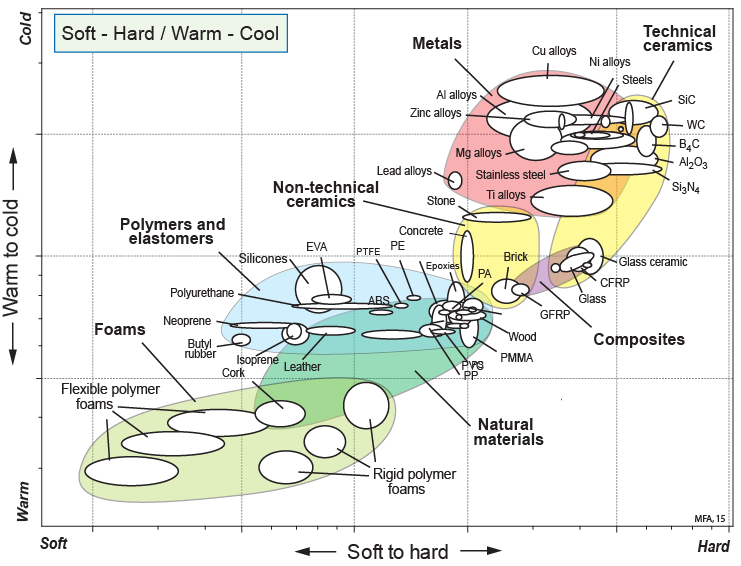 Cold
Soft - Hard / Warm - Cool
Metals
Technical
ceramics
Cu alloys
Ni alloys
Steels
Al alloys
SiC
Zinc alloys
WC
Mg alloys
B4C
Al2O3
Lead alloys
Stainless steel
Si3N4
Non-technical
ceramics
Ti alloys
Stone
Polymers and
elastomers
Concrete
EVA
PTFE
PE
Silicones
Epoxies
PA
Brick
Glass ceramic
CFRP
Polyurethane
ABS
Glass
GFRP
Neoprene
Foams
Butyl
rubber
Isoprene
Leather
Wood
Composites
PMMA
PP
Cork
Flexible polymer
foams
Natural
materials
Rigid polymer
foams
Warm to cold
Warm
MFA, 15
Soft
Soft to hard
Hard